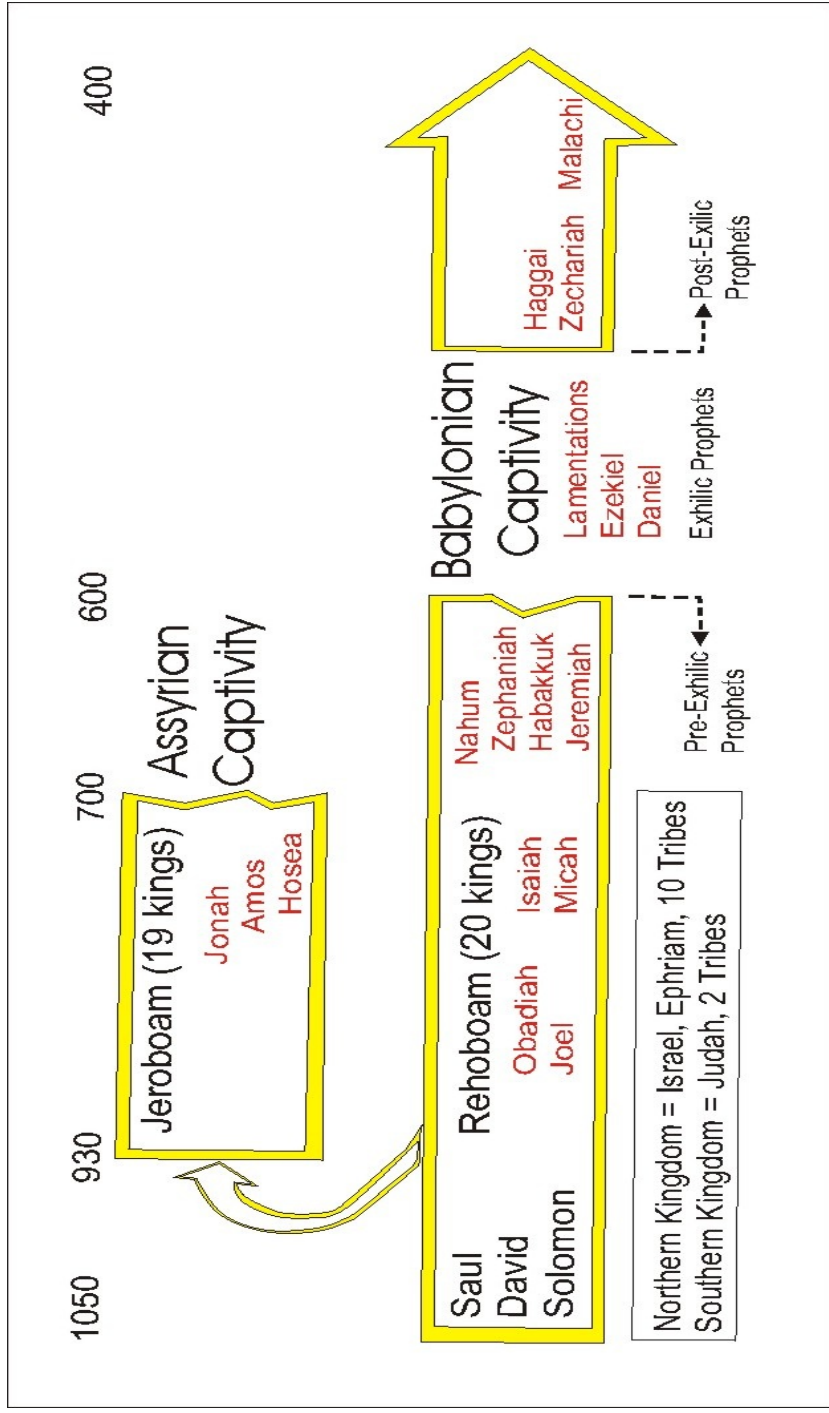 1050
930
700
600
400
Jeroboam (19 kings)
Jonah
Amos
Hosea
Assyrian
Captivity
Saul
David
Solomon
Rehoboam (20 kings)
Obadiah
Joel
Isaiah
Micah
Nahum
Zephaniah
Habakkuk
Jeremiah
Babylonian
Captivity
Lamentations
Ezekiel
Daniel
Haggai
Zechariah
Malachi
Pre-Exhilic
Prophets
Exhilic Prophets
Post-Exilic
Prophets
Northern Kingdom = Israel, Ephriam, 10 Tribes
Southern Kingdom = Judah, 2 Tribes